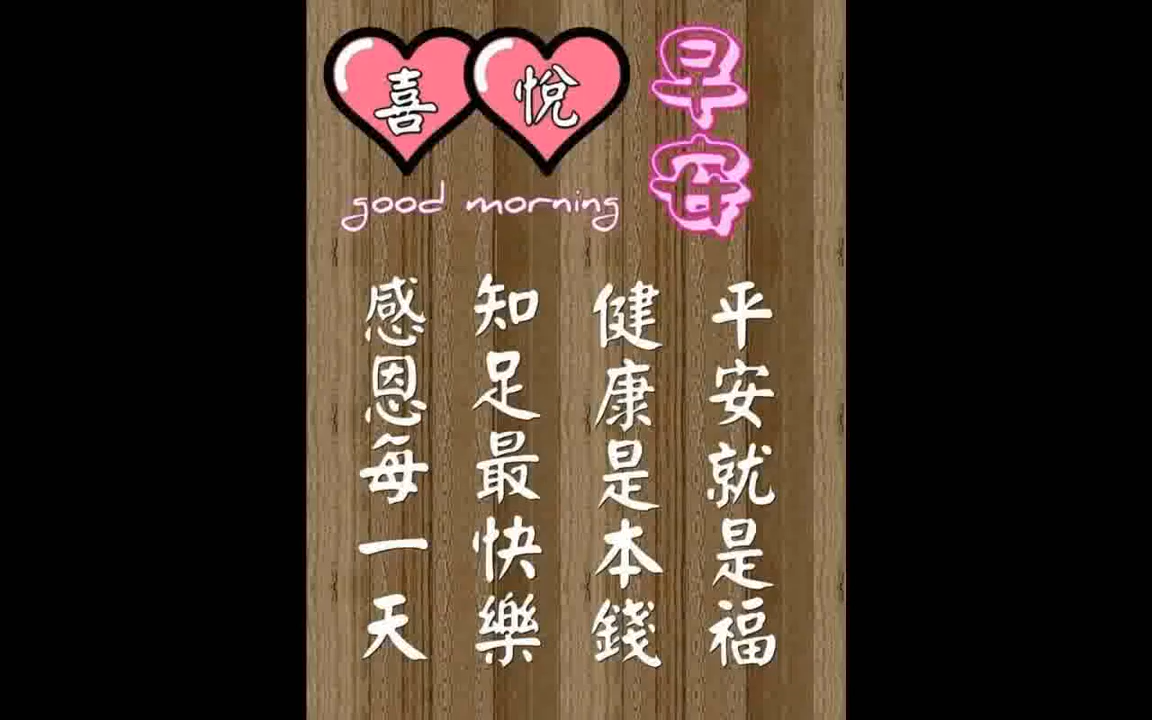 早安
喜悅
good morning
平安就是福
健康是本錢
知足最快樂
感恩每一天